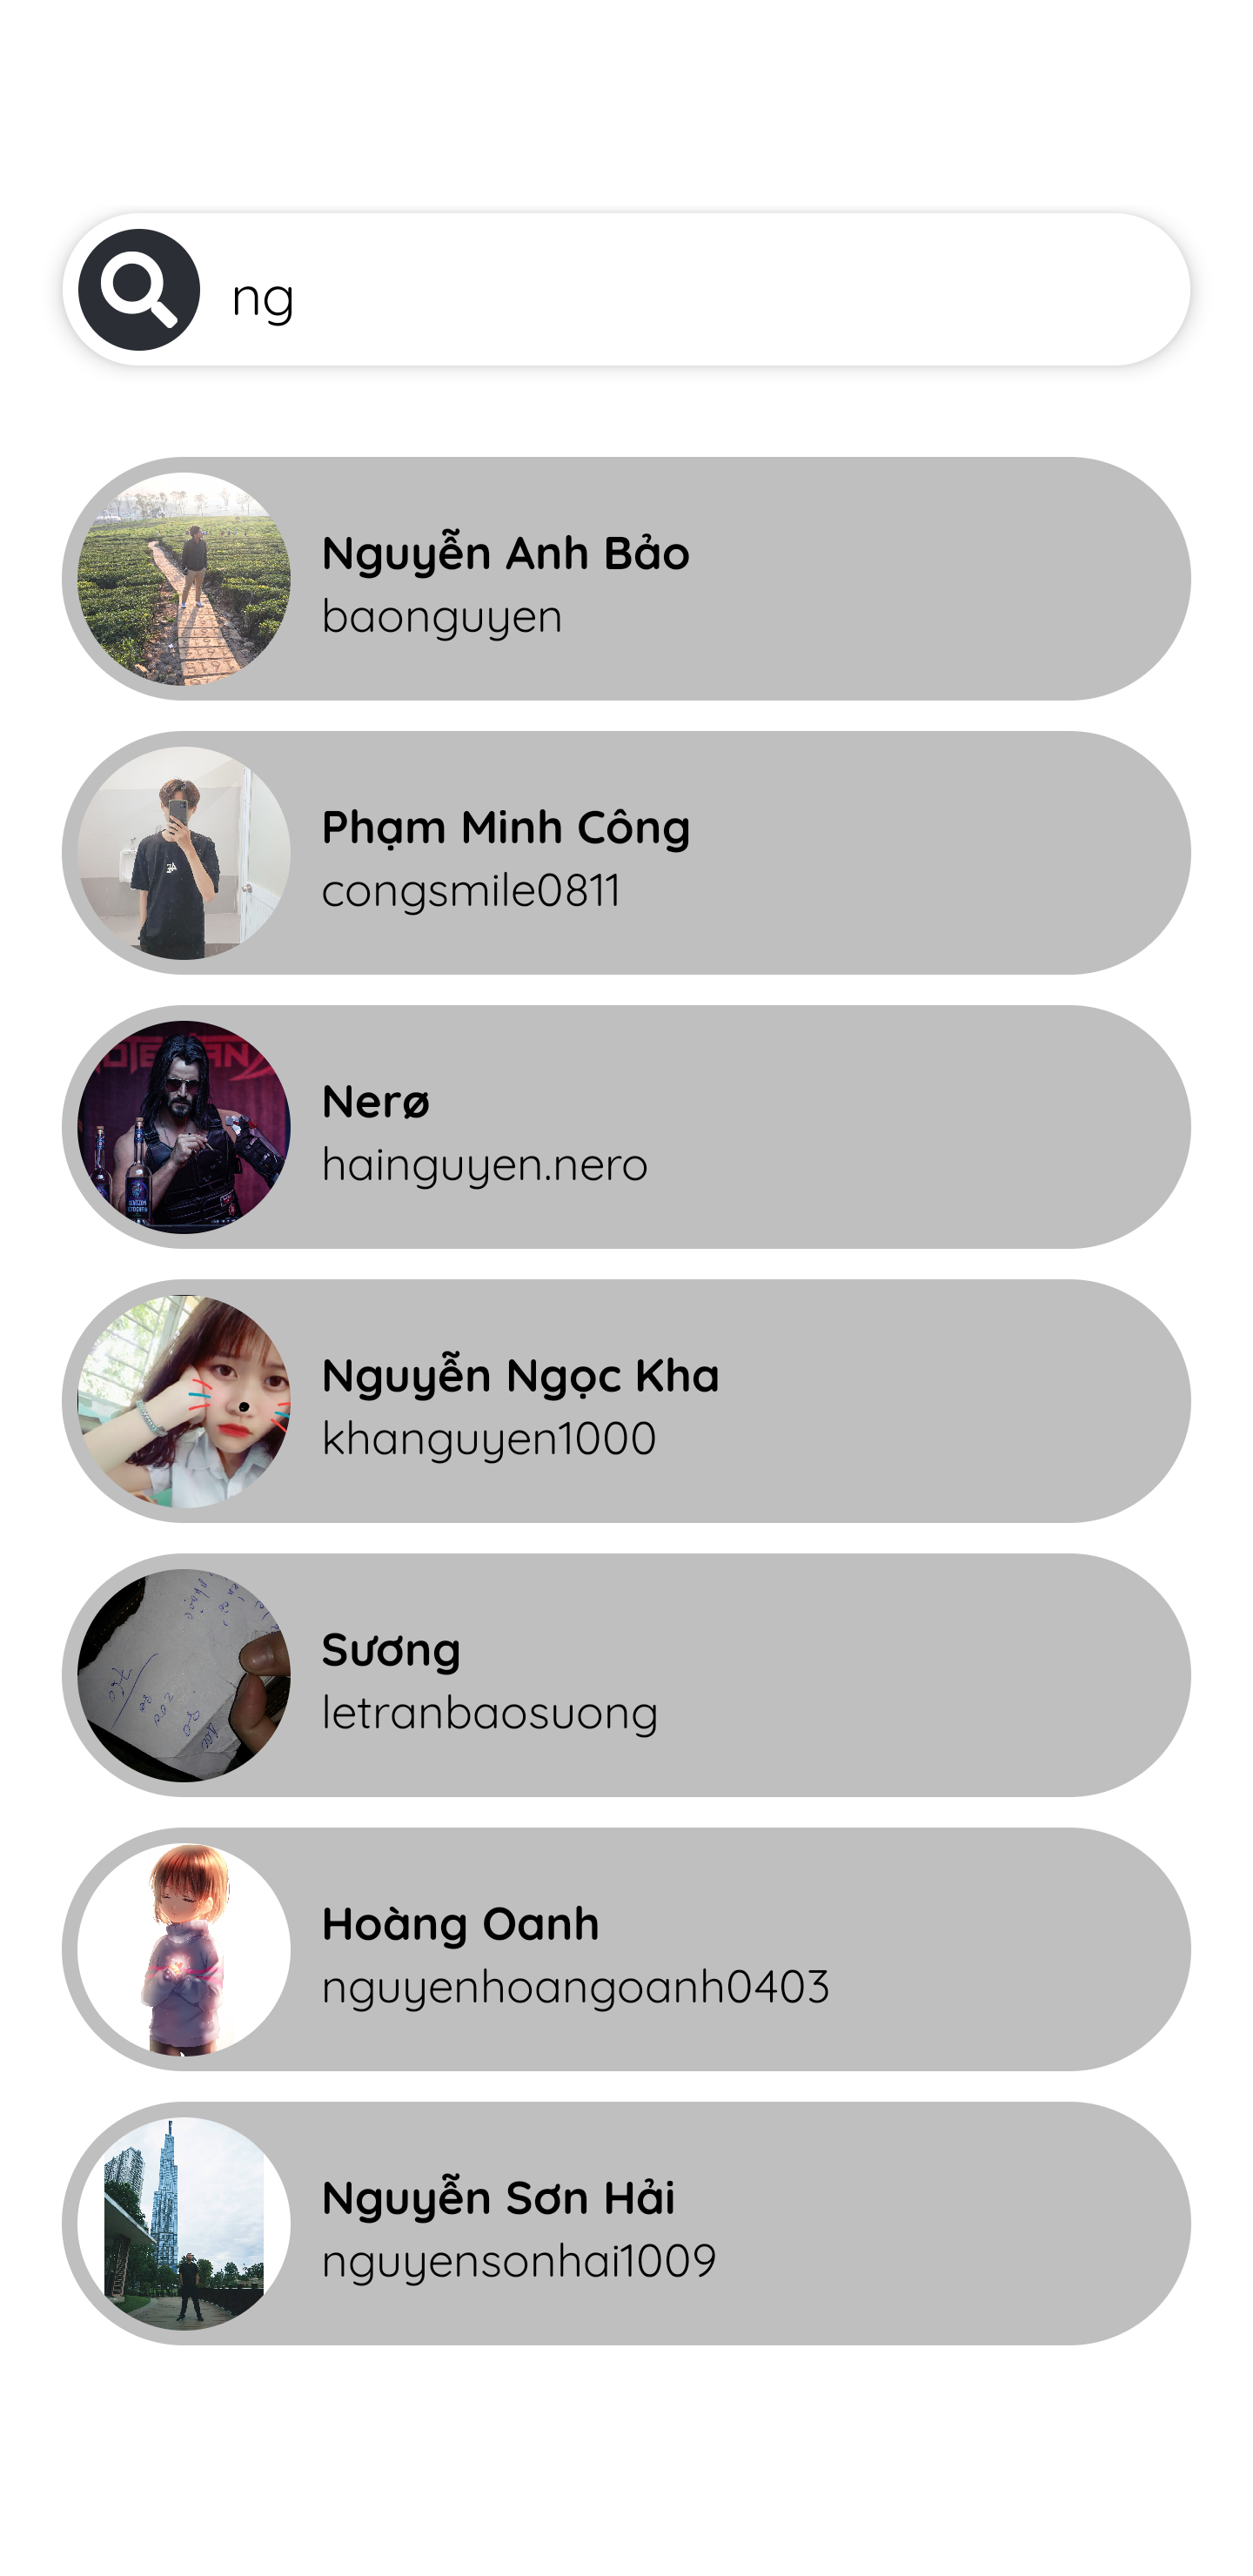 ng
Nguyễn Anh Bảo
baonguyen
Phạm Minh Công
congsmile0811
Nerø
hainguyen.nero
Nguyễn Ngọc Kha
khanguyen1000
Sương
letranbaosuong
Hoàng Oanh
nguyenhoangoanh0403
Nguyễn Sơn Hải
nguyensonhai1009